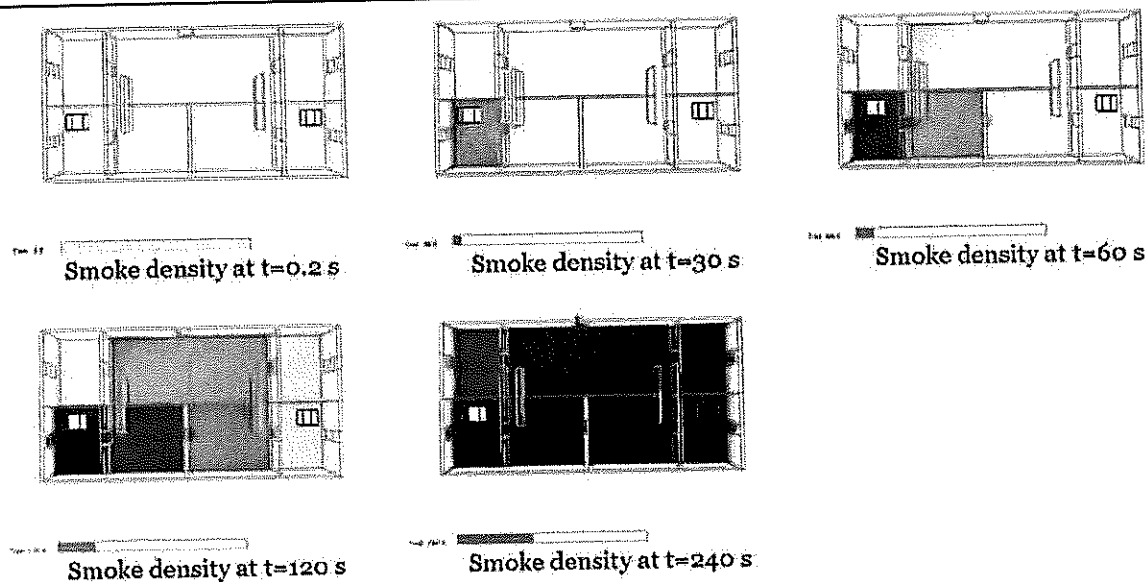 Smoke density at t=0.2 s
Smoke density at t=30 s
Smoke density at t=60 s
Smoke density at t=120 s
Smoke density at t=240 s